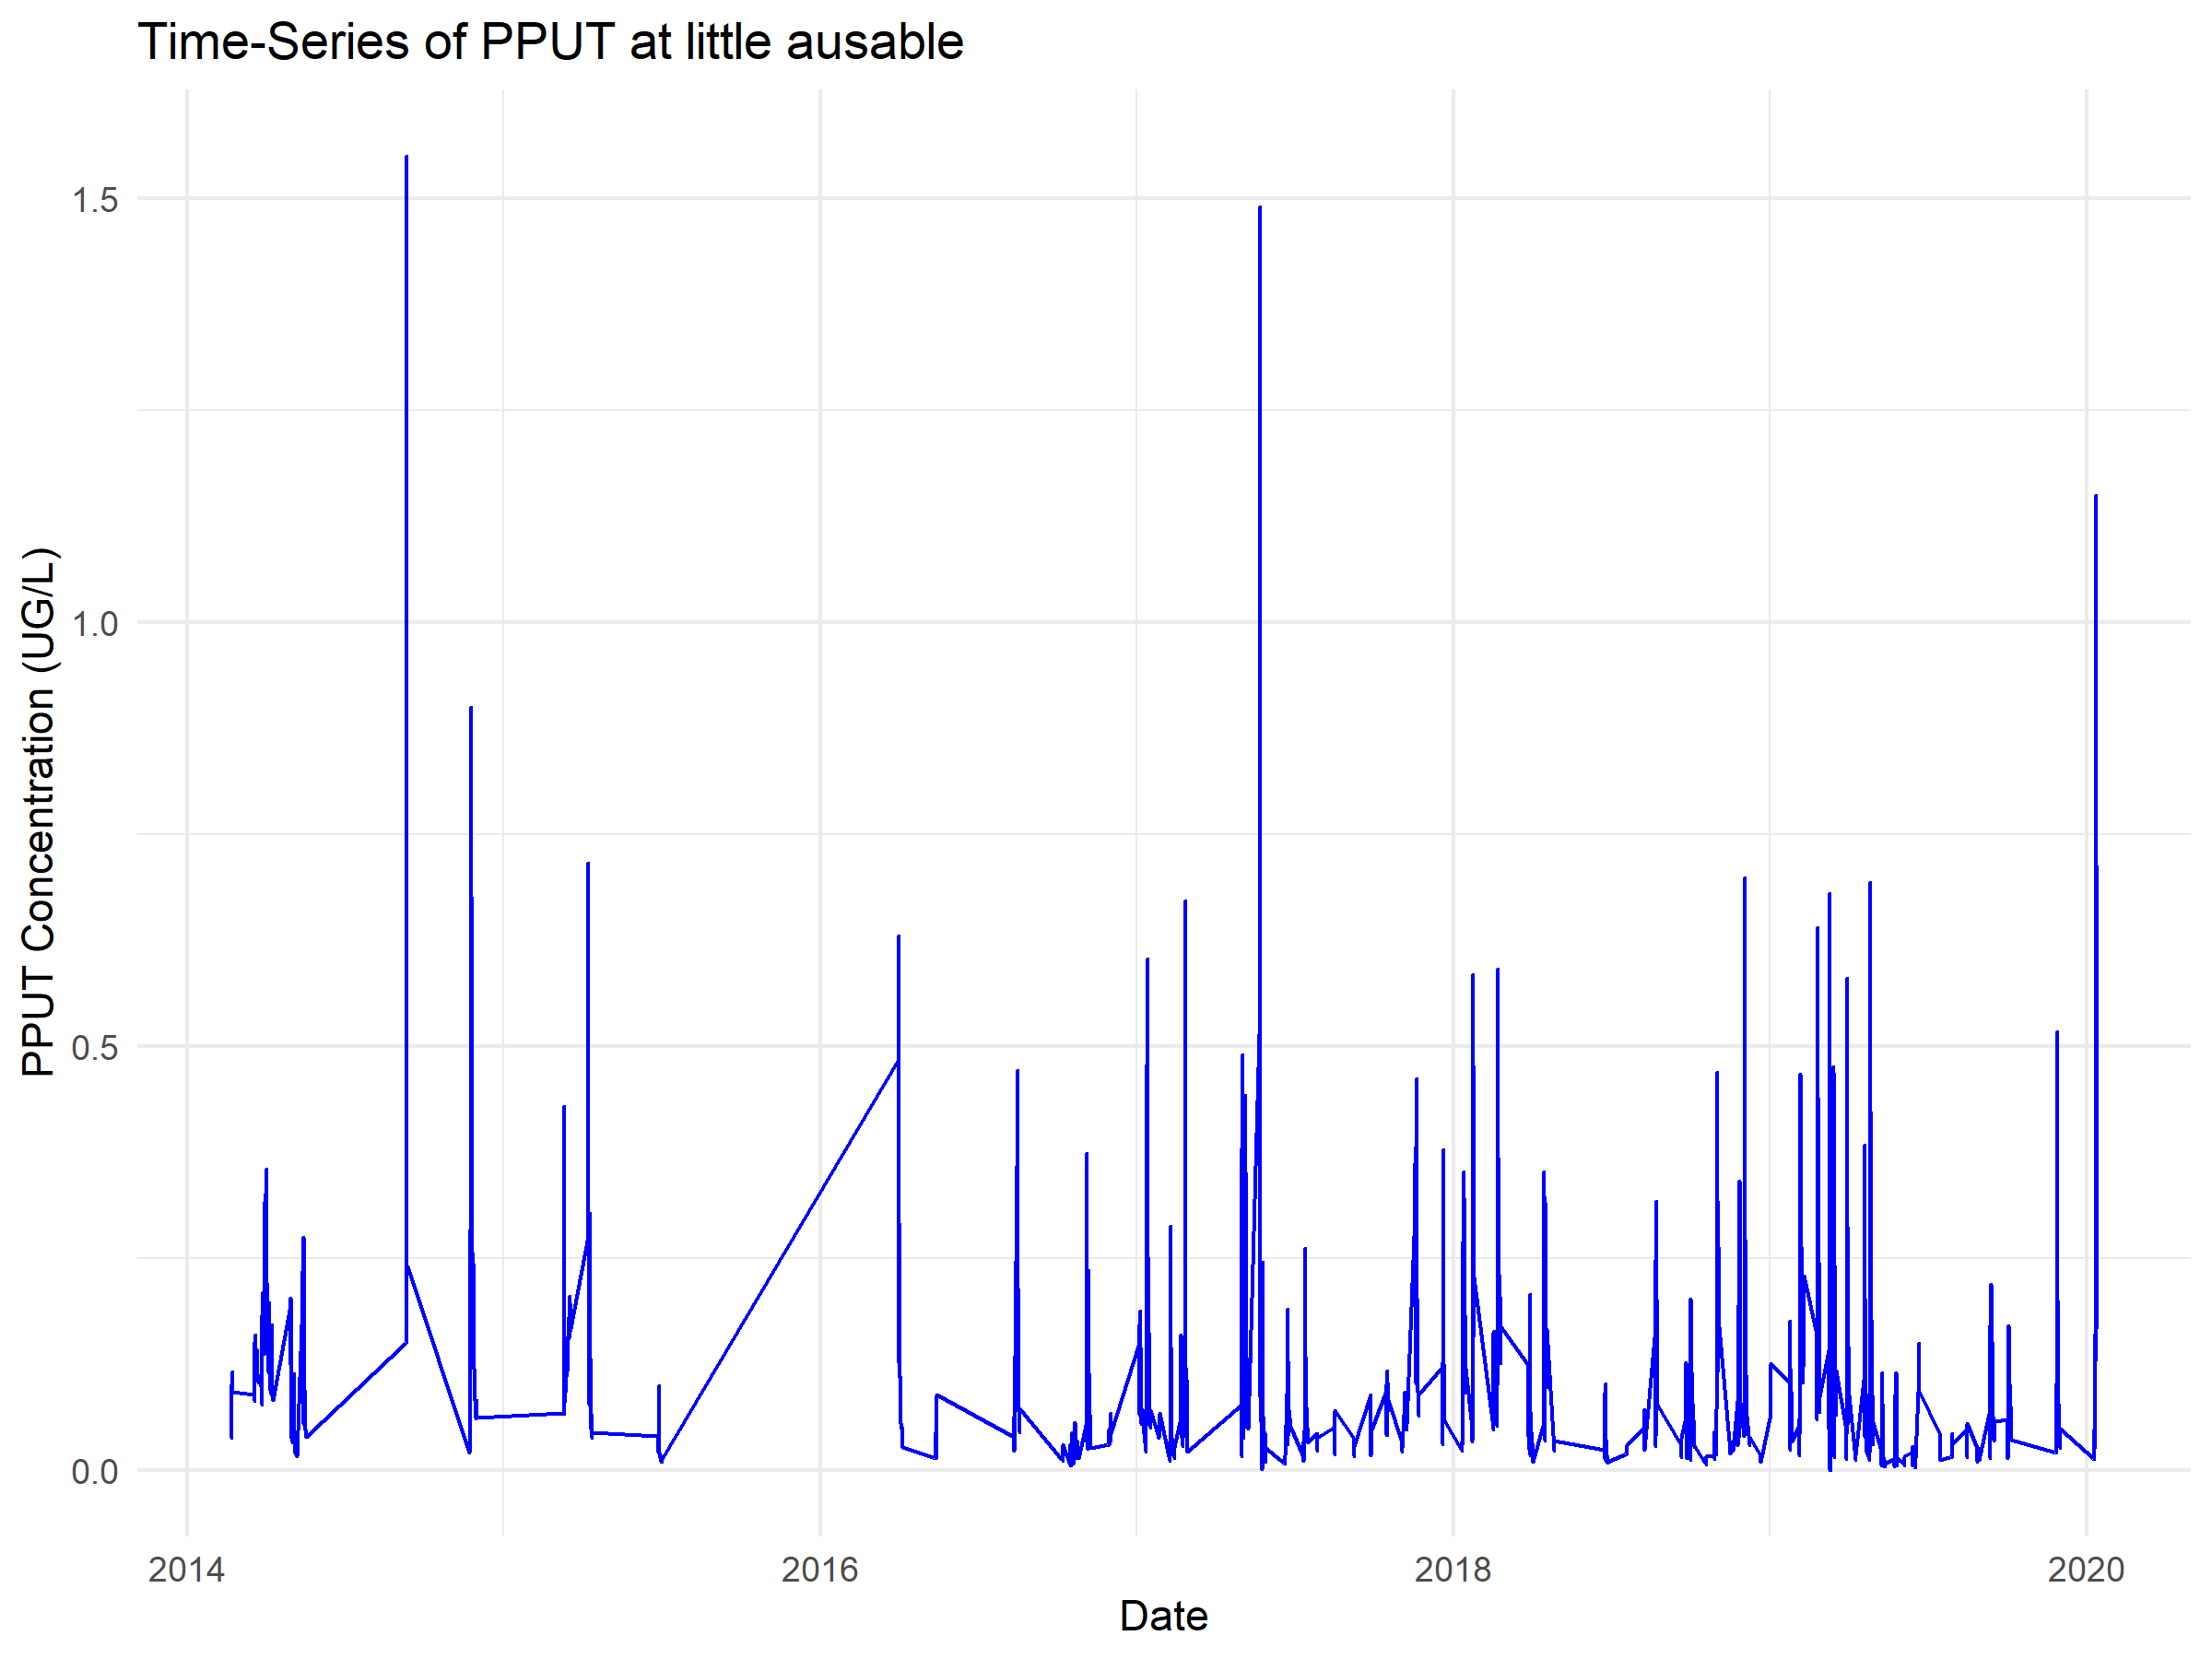 Time-Series of PPUT at little ausable
PPUT Concentration (UG/L)
1.5
1.0
0.5
0.0
2014
2016
2018
2020
Date